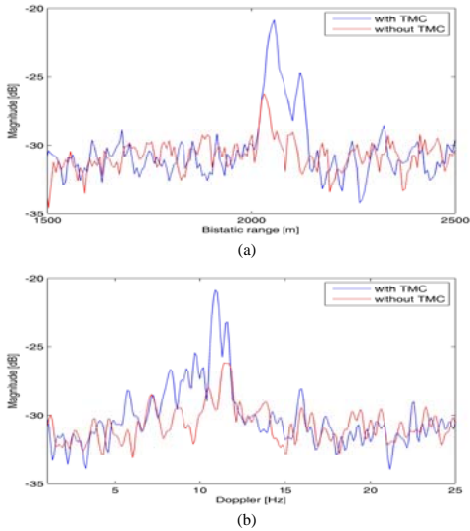 -20
with TMC
without TMC
-25
Magnitude [dB]
-30
-35
1500
2000
2500
Bistatic range [m]
(a)
-20
with TMC
without TMC
-25
Magnitude [dB]
-30
-35
5
10
15
20
25
Doppler [Hz]
(b)